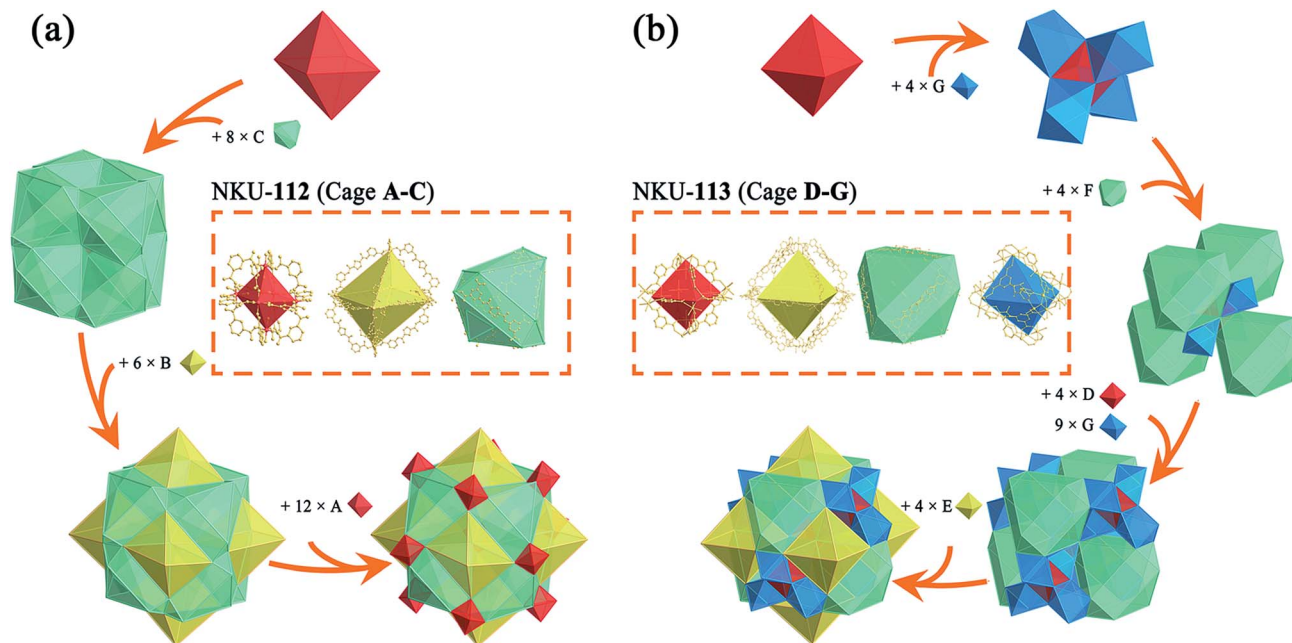 (a)
+ 8 × C
NKU-112 (Cage A-C)
+ 6 × B
+ 12 × A
(b)
+ 4 × G
+ 4 × F
NKU-113 (Cage D-G)
+ 4 × D
9 × G
+ 4 × E